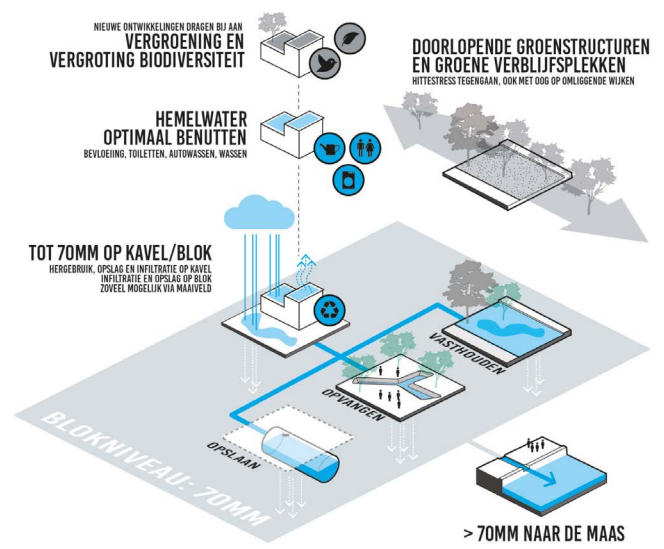 NIEUWE ONTWIKKELINGEN DRAGEN BIJ AAN
VERGROENING EN
VERGROTING BIODIVERSITEIT
DOORLOPENDE GROENSTRUCTUREN
EN GROENE VERBLIJFSPLEKKEN
HITTESTRESS TEGENGAAN, OOK MET OOG OP OMLIGGENDE WIJKEN
HEMELWATER
OPTIMAAL BENUTTEN
BEVLOEIING, TOILETTEN, AUTOWASSEN, WASSEN
TOT 70MM OP KAVEL/BLOK
HERGEBRUIK, OPSLAG EN INFILTRATIE OP KAVEL
INFILTRATIE EN OPSLAG OP BLOK
ZOVEEL MOGELIJK VIA MAAIVELD
VASTHOUDEN
OPVANGEN
OPSLAAN
BLOKNIVEAU: 70MM
> 70MM NAAR DE MAAS